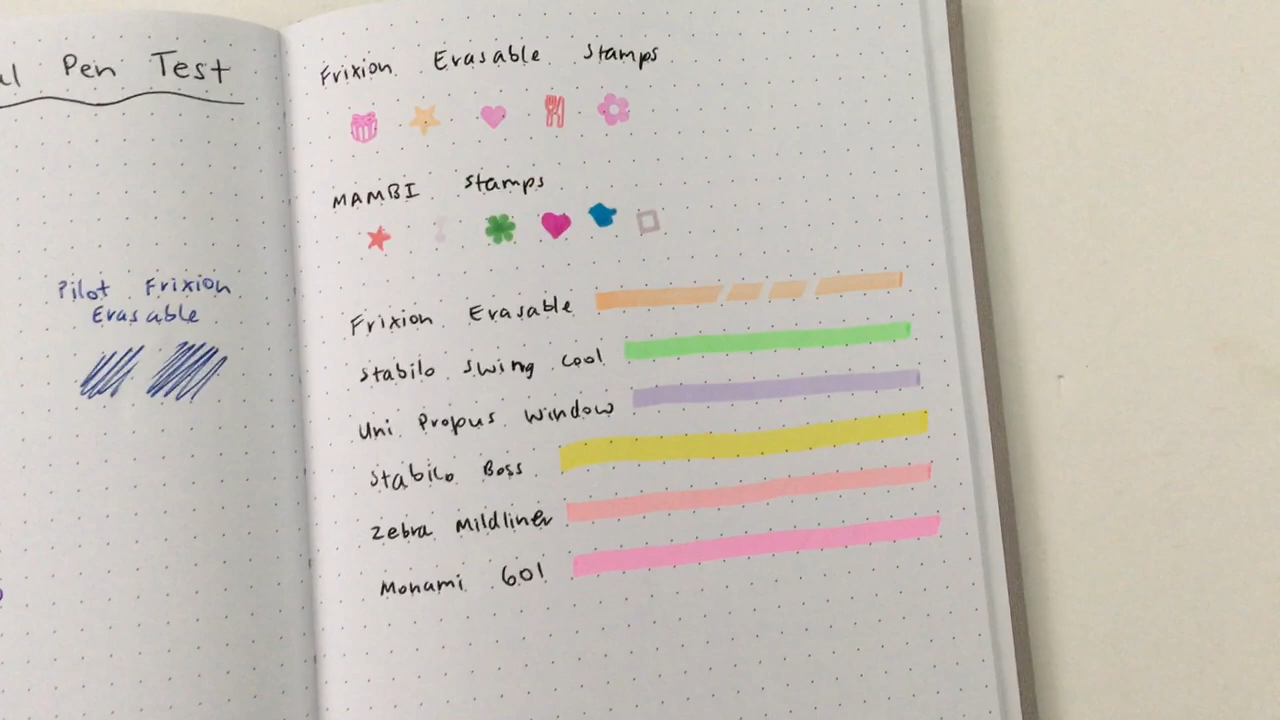 Pen Test
Pilot Frixion
Erasable
Frixion Erasable Stamps
MAMBI Stamps
Frixion Erasable
Stabilo Swing Cool
Uni Propus Window
Stabilo Boss
Zebra Mildliner
Monami 601